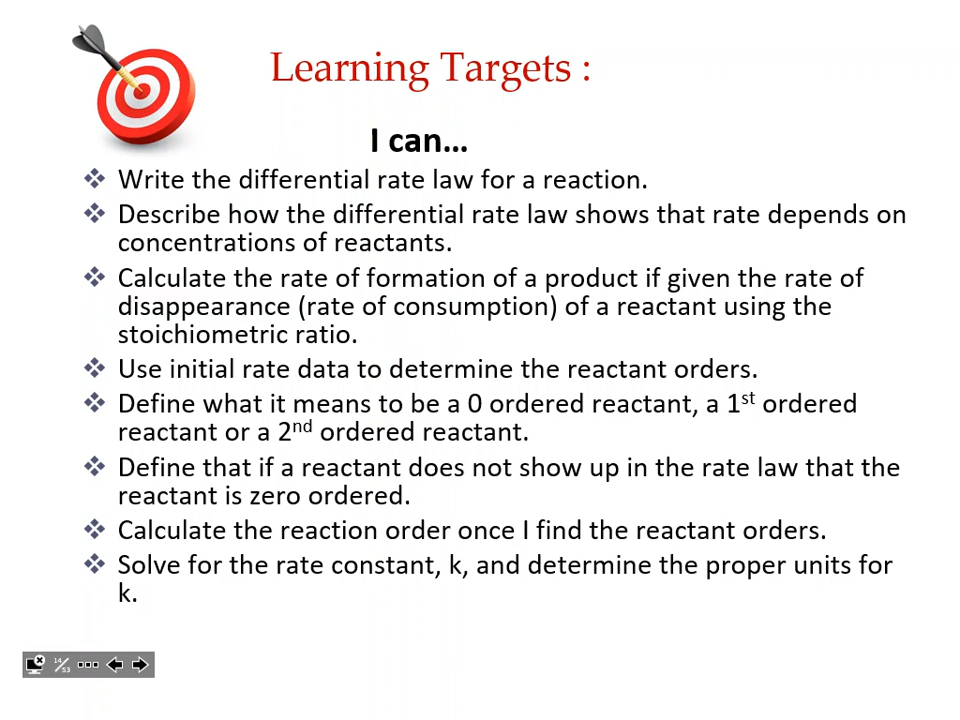 Learning Targets :
I can...
❖ Write the differential rate law for a reaction.
❖ Describe how the differential rate law shows that rate depends on
concentrations of reactants.
❖ Calculate the rate of formation of a product if given the rate of
disappearance (rate of consumption) of a reactant using the
stoichiometric ratio.
❖ Use initial rate data to determine the reactant orders.
❖ Define what it means to be a 0 ordered reactant, a 1st ordered
reactant or a 2nd ordered reactant.
❖ Define that if a reactant does not show up in the rate law that the
reactant is zero ordered.
❖ Calculate the reaction order once I find the reactant orders.
❖ Solve for the rate constant, k, and determine the proper units for
k.
14/53